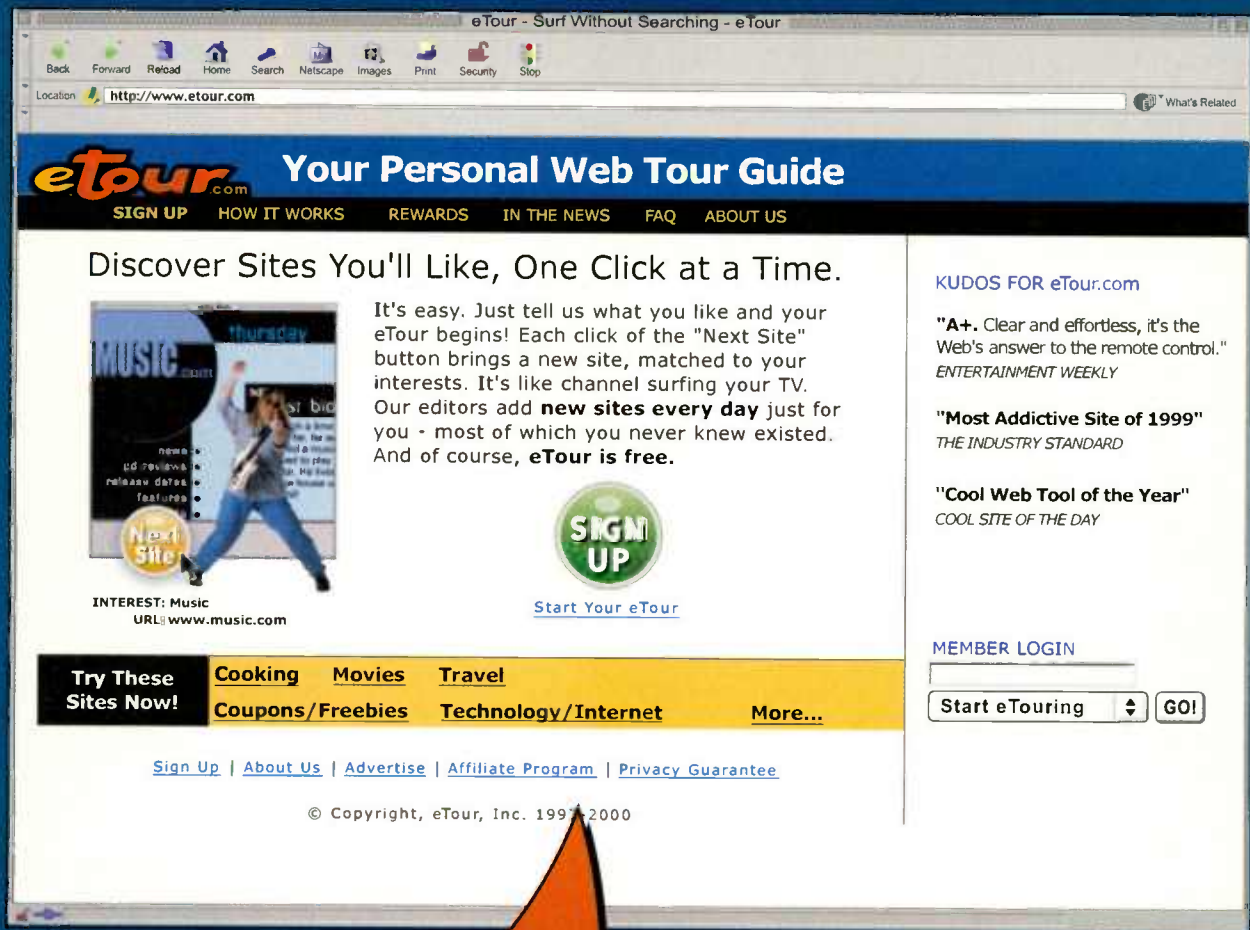 eTour - Surf Without Searching - eTour
Back Forward Reload Home Search Netscape Images Print Security Stop
Location http://www.etour.com What's Related
eTour.com Your Personal Web Tour Guide
SIGN UP HOW IT WORKS REWARDS IN THE NEWS FAQ ABOUT US
Discover Sites You'll Like, One Click at a Time.
thursday
MUSIC.com
news
cd reviews
release dates
features
Next
Site
INTEREST: Music
URL: www.music.com
It's easy. Just tell us what you like and your
eTour begins! Each click of the "Next Site"
button brings a new site, matched to your
interests. It's like channel surfing your TV.
Our editors add new sites every day just for
you - most of which you never knew existed.
And of course, eTour is free.
SIGN
UP
Start Your eTour
KUDOS FOR eTour.com
"A+. Clear and effortless, it's the
Web's answer to the remote control."
ENTERTAINMENT WEEKLY
"Most Addictive Site of 1999"
THE INDUSTRY STANDARD
"Cool Web Tool of the Year"
COOL SITE OF THE DAY
MEMBER LOGIN
Start eTouring GO!
Try These
Sites Now!
Cooking Movies Travel
Coupons/Freebies Technology/Internet More...
Sign Up | About Us | Advertise | Affiliate Program | Privacy Guarantee
© Copyright, eTour, Inc. 1997-2000